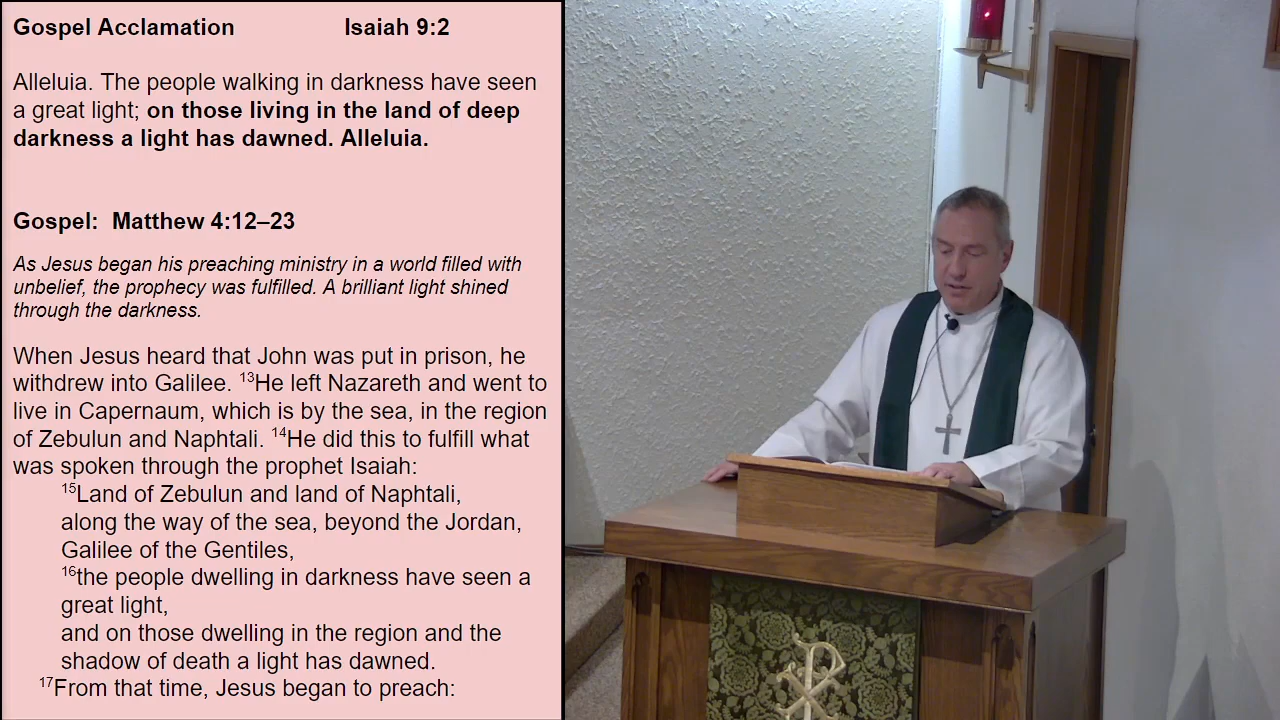 Gospel Acclamation Isaiah 9:2
Alleluia. The people walking in darkness have seen
a great light; on those living in the land of deep
darkness a light has dawned. Alleluia.
Gospel: Matthew 4:12–23
As Jesus began his preaching ministry in a world filled with
unbelief, the prophecy was fulfilled. A brilliant light shined
through the darkness.
When Jesus heard that John was put in prison, he
withdrew into Galilee. ¹³He left Nazareth and went to
live in Capernaum, which is by the sea, in the region
of Zebulun and Naphtali. ¹⁴He did this to fulfill what
was spoken through the prophet Isaiah:
¹⁵Land of Zebulun and land of Naphtali,
along the way of the sea, beyond the Jordan,
Galilee of the Gentiles,
¹⁶the people dwelling in darkness have seen a
great light,
and on those dwelling in the region and the
shadow of death a light has dawned.
¹⁷From that time, Jesus began to preach: